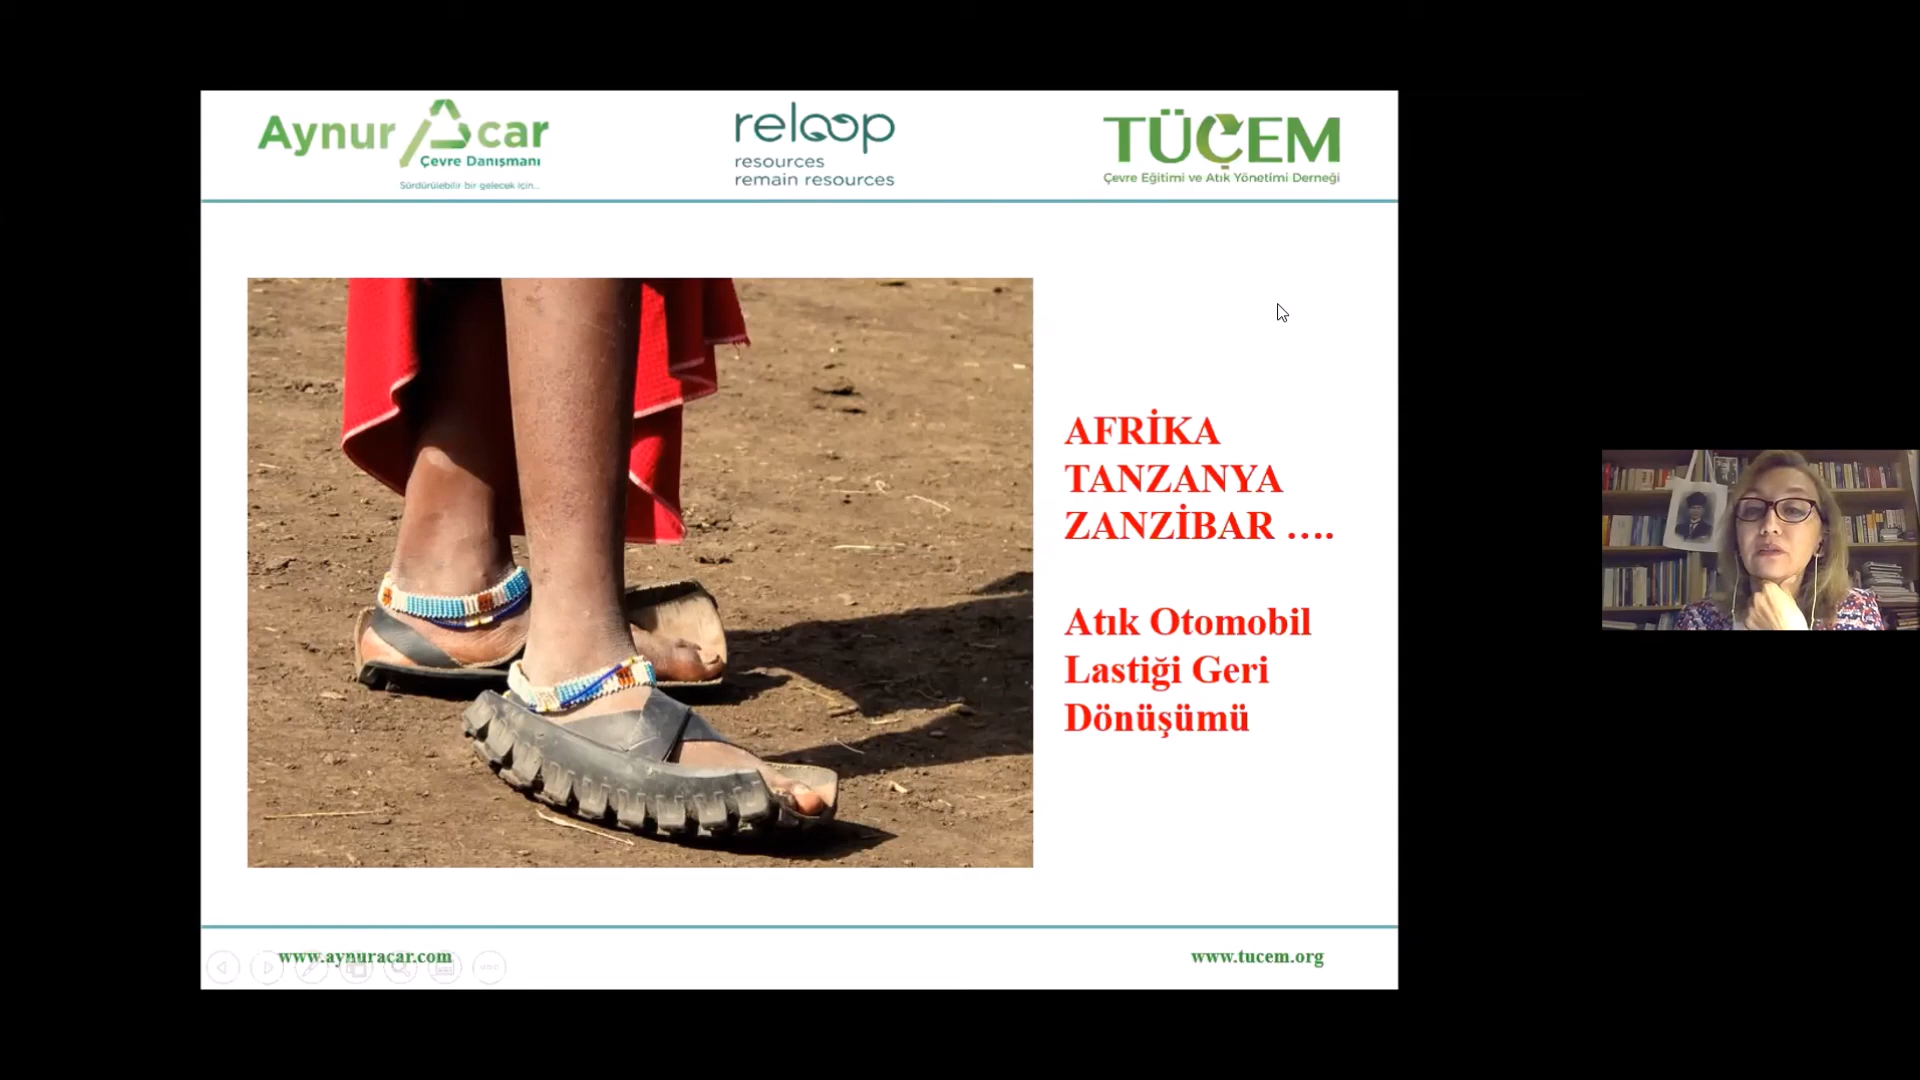 Aynur Acar
Çevre Danışmanı
Sürdürülebilir bir gelecek için...
reloop
resources
remain resources
TÜÇEM
Çevre Eğitimi ve Atık Yönetimi Derneği
AFRİKA
TANZANYA
ZANZİBAR ....
Atık Otomobil
Lastiği Geri
Dönüşümü
www.aynuracar.com
www.tucem.org